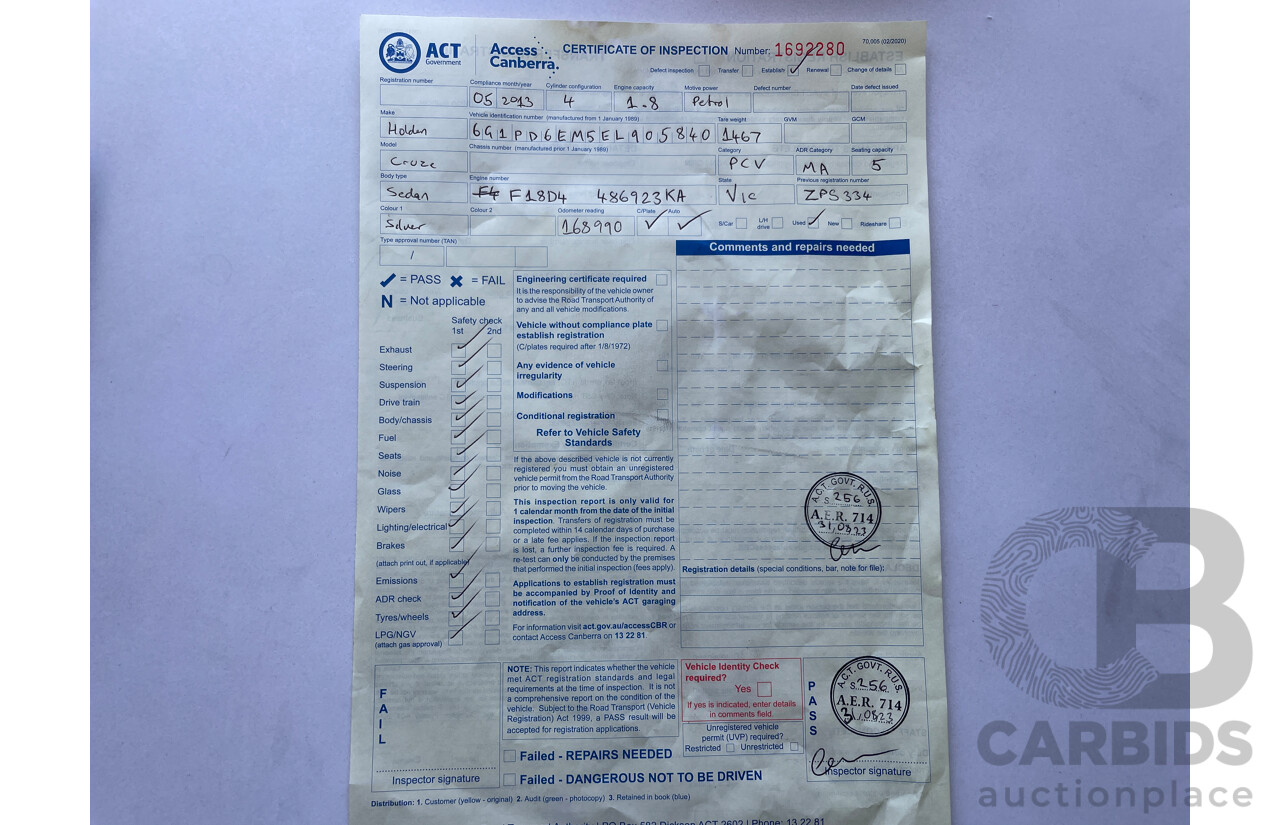 ACT
Government
Access
Canberra.
CERTIFICATE OF INSPECTION Number: 1692280
70.005 (02/2020)
Defect inspection Transfer Establish ✓ Renewal Change of details
Registration number Compliance month/year Cylinder configuration Engine capacity Motive power Defect number Date defect issued
05 2013 4 1.8 Petrol
Make Vehicle identification number (manufactured from 1 January 1989) Tare weight GVM GCM
Holden 6G1PD6EM5EL905840 1467
Model Chassis number (manufactured prior 1 January 1989) Category ADR Category Seating capacity
Cruze PCV MA 5
Body type Engine number State Previous registration number
Sedan F18D4 486923KA Vic ZPS334
Colour 1 Colour 2 Odometer reading C/Plate Auto S/Car L/H drive Used ✓ New Rideshare
Silver 168990 ✓ ✓
Type approval number (TAN)
/
Comments and repairs needed
✓ = PASS ✖ = FAIL
N = Not applicable
Safety check
1st 2nd
Exhaust ✓
Steering ✓
Suspension ✓
Drive train ✓
Body/chassis ✓
Fuel ✓
Seats ✓
Noise ✓
Glass ✓
Wipers ✓
Lighting/electrical ✓
Brakes ✓
(attach print out, if applicable)
Emissions ✓
ADR check ✓
Tyres/wheels ✓
LPG/NGV
(attach gas approval)
Engineering certificate required
It is the responsibility of the vehicle owner
to advise the Road Transport Authority of
any and all vehicle modifications.
Vehicle without compliance plate
establish registration
(C/plates required after 1/8/1972)
Any evidence of vehicle
irregularity
Modifications
Conditional registration
Refer to Vehicle Safety
Standards
If the above described vehicle is not currently
registered you must obtain an unregistered
vehicle permit from the Road Transport Authority
prior to moving the vehicle.
This inspection report is only valid for
1 calendar month from the date of the initial
inspection. Transfers of registration must be
completed within 14 calendar days of purchase
or a late fee applies. If the inspection report
is lost, a further inspection fee is required. A
re-test can only be conducted by the premises
that performed the initial inspection (fees apply).
Applications to establish registration must
be accompanied by Proof of Identity and
notification of the vehicle's ACT garaging
address.
For information visit act.gov.au/accessCBR or
contact Access Canberra on 13 22 81.
A.C.T. GOVT. R.U.S.
S 256
A.E.R. 714
31.0823
Registration details (special conditions, bar, note for file):
FAIL
Inspector signature
NOTE: This report indicates whether the vehicle
met ACT registration standards and legal
requirements at the time of inspection. It is not
a comprehensive report on the condition of the
vehicle. Subject to the Road Transport (Vehicle
Registration) Act 1999, a PASS result will be
accepted for registration applications.
Failed - REPAIRS NEEDED
Failed - DANGEROUS NOT TO BE DRIVEN
Vehicle Identity Check
required?
Yes
If yes is indicated, enter details
in comments field.
Unregistered vehicle
permit (UVP) required?
Restricted Unrestricted
PASS
A.C.T. GOVT. R.U.S.
S 256
A.E.R. 714
31.0823
Inspector signature
Distribution: 1. Customer (yellow - original) 2. Audit (green - photocopy) 3. Retained in book (blue)
CB
CARBIDS
auctionplace